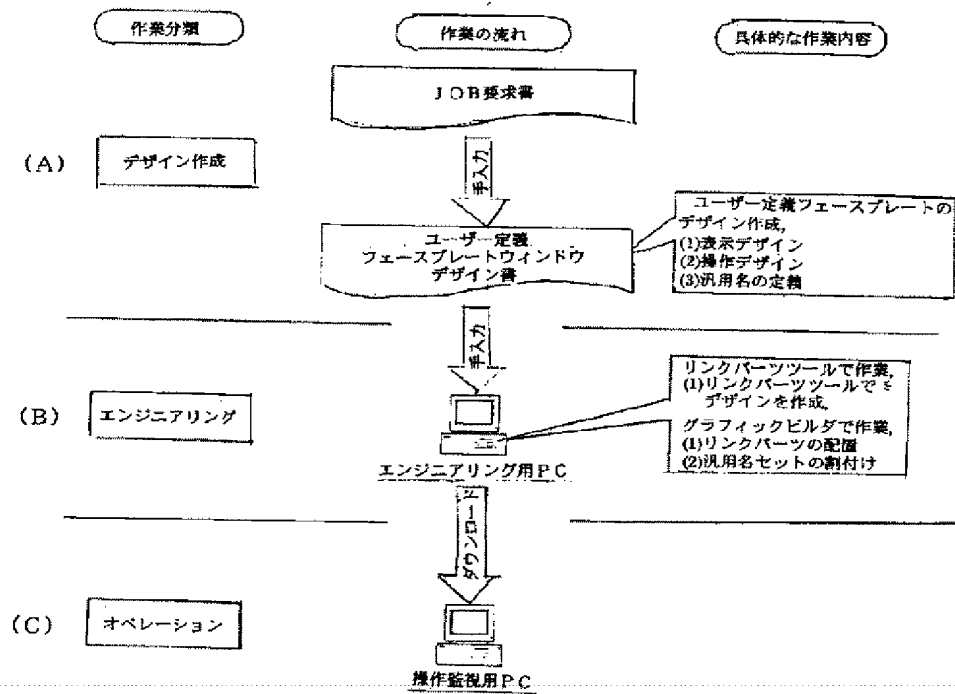 作業分類
作業の流れ
具体的な作業内容
JOB要求書
(A)
デザイン作成
手入力
ユーザー定義
フェースプレートウィンドウ
デザイン書
ユーザー定義フェースプレートの
デザイン作成,
(1)表示デザイン
(2)操作デザイン
(3)汎用名の定義
手入力
(B)
エンジニアリング
エンジニアリング用PC
リンクパーツツールで作業,
(1)リンクパーツツールで
デザインを作成,
グラフィックビルダで作業,
(1)リンクパーツの配置
(2)汎用名セットの割付け
ダウンロード
(C)
オペレーション
操作監視用PC